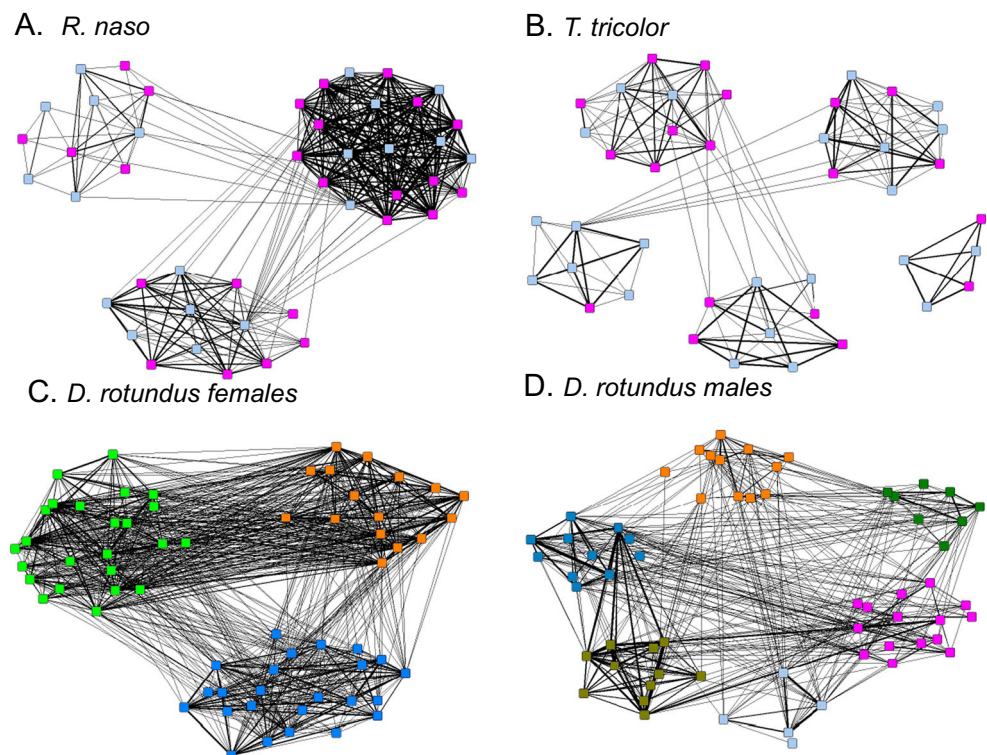 A. R. naso
B. T. tricolor
C. D. rotundus females
D. D. rotundus males